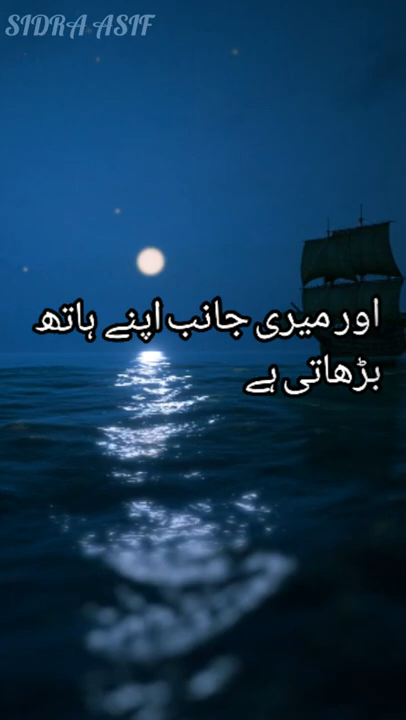 SIDRA ASIF
اور میری جانب اپنے ہاتھ
بڑھاتی ہے